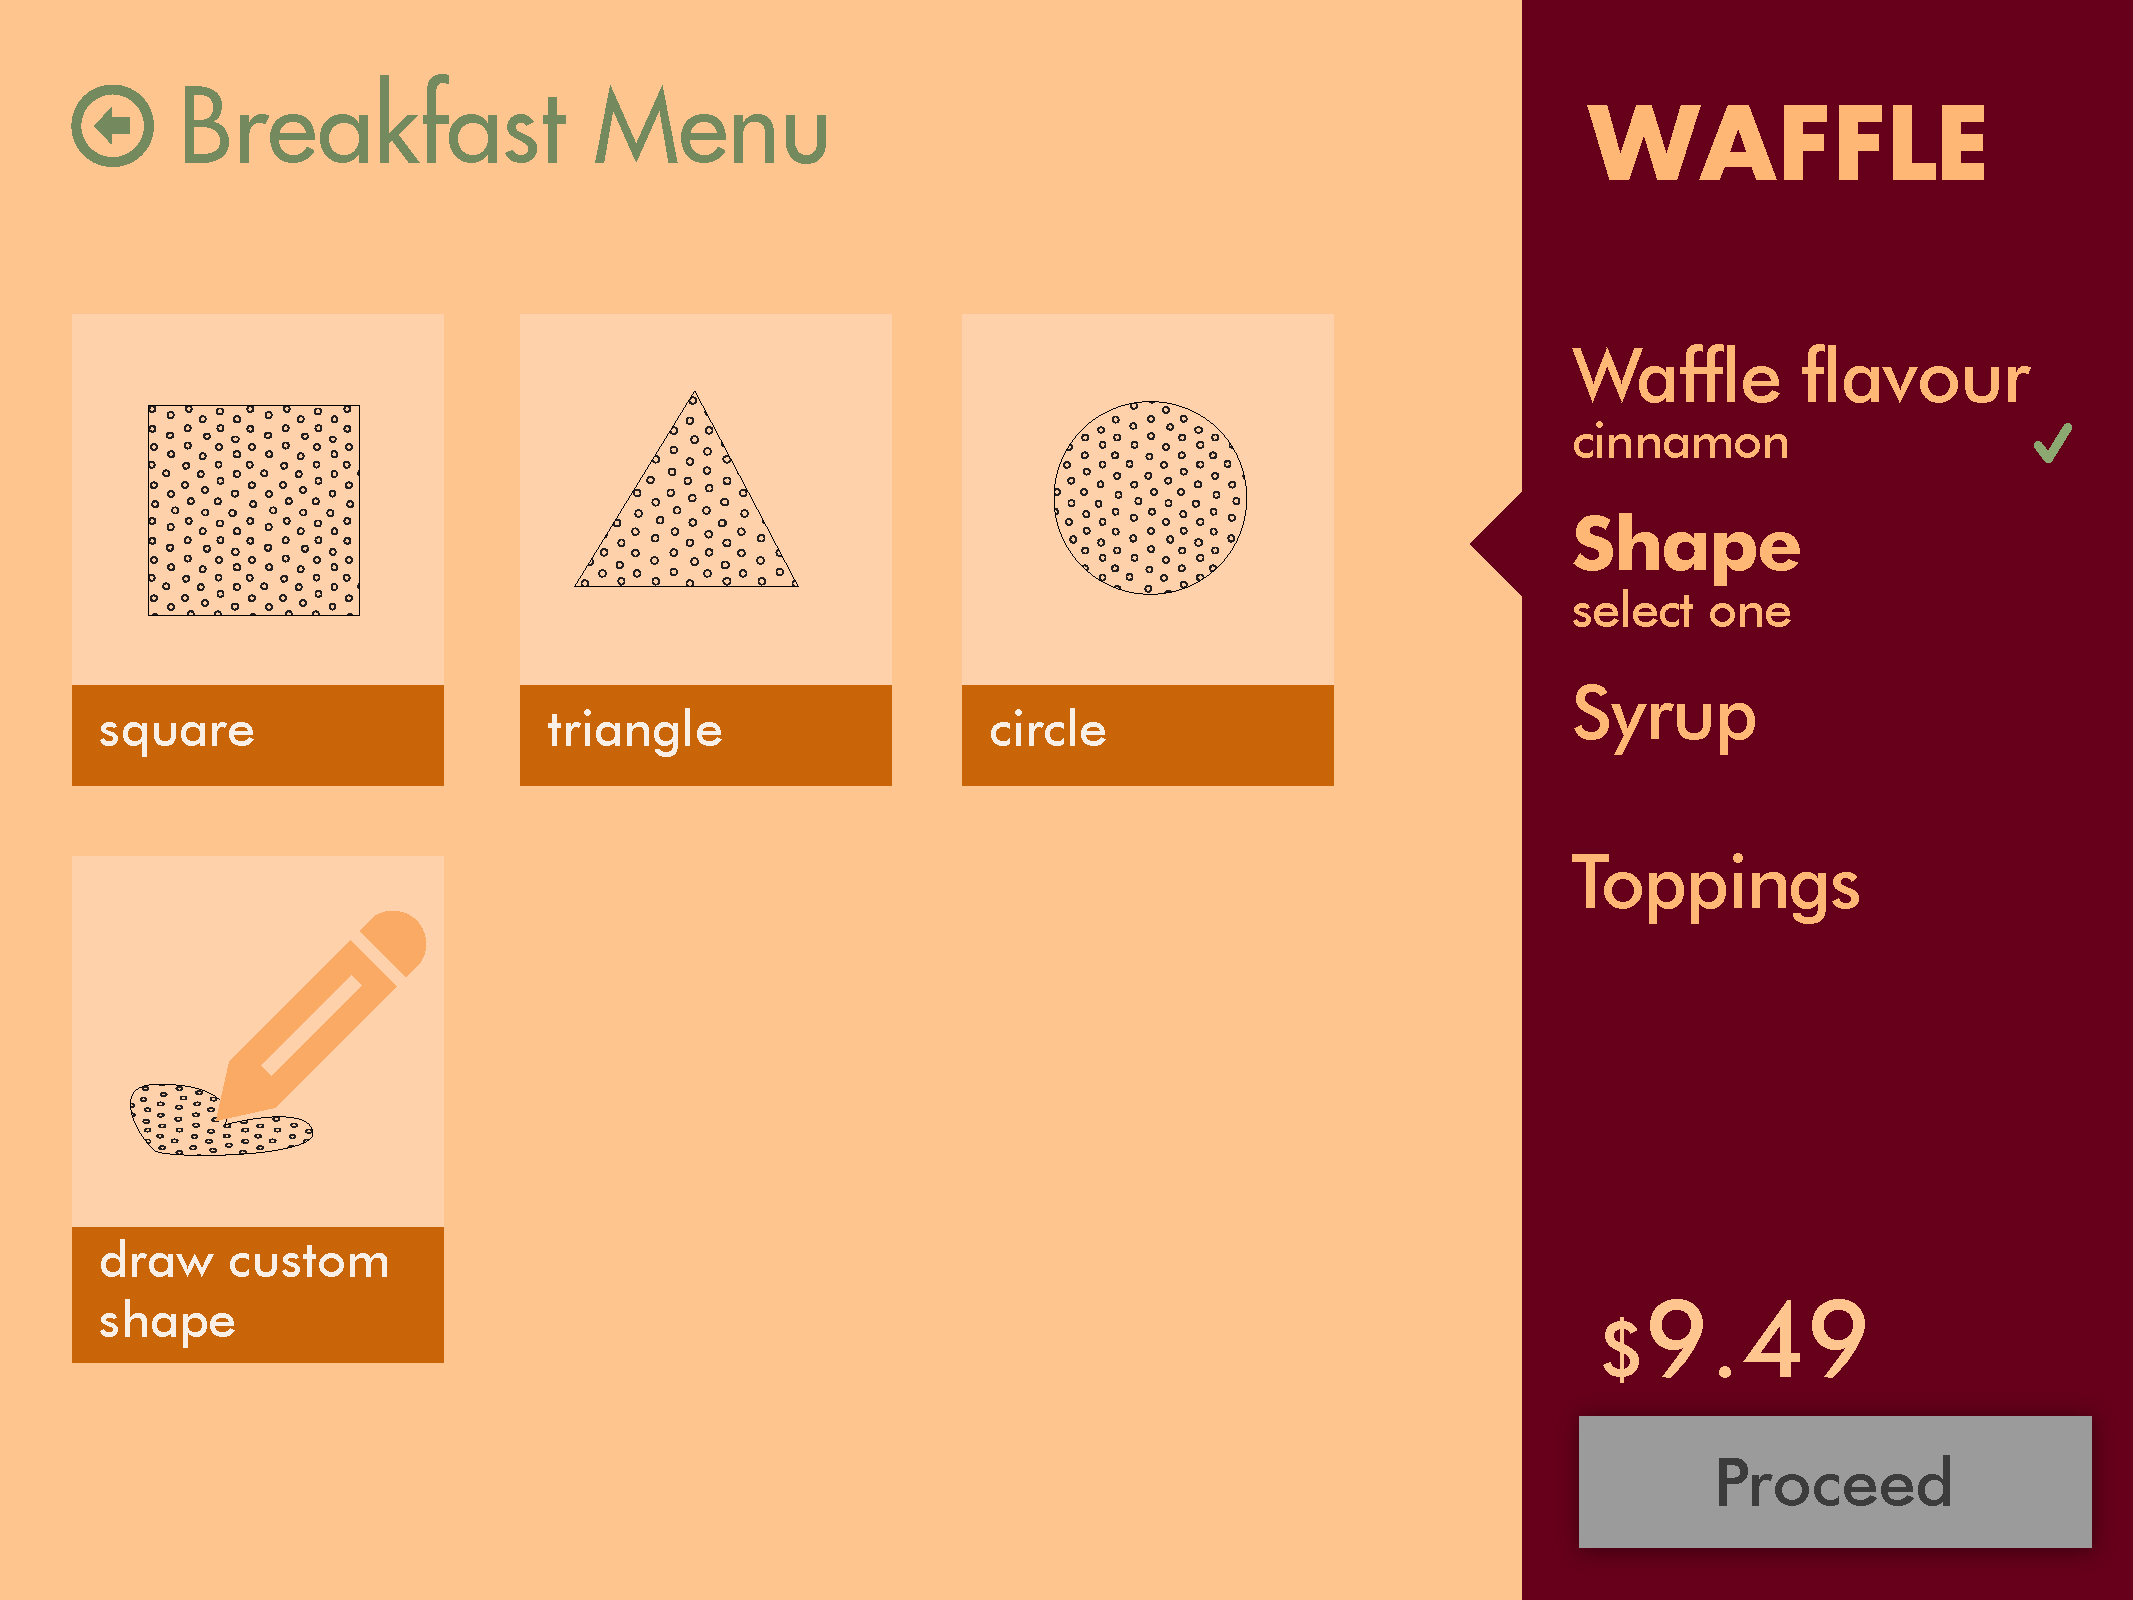 Breakfast Menu
square
triangle
circle
draw custom
shape
WAFFLE
Waffle flavour
cinnamon
Shape
select one
Syrup
Toppings
$9.49
Proceed